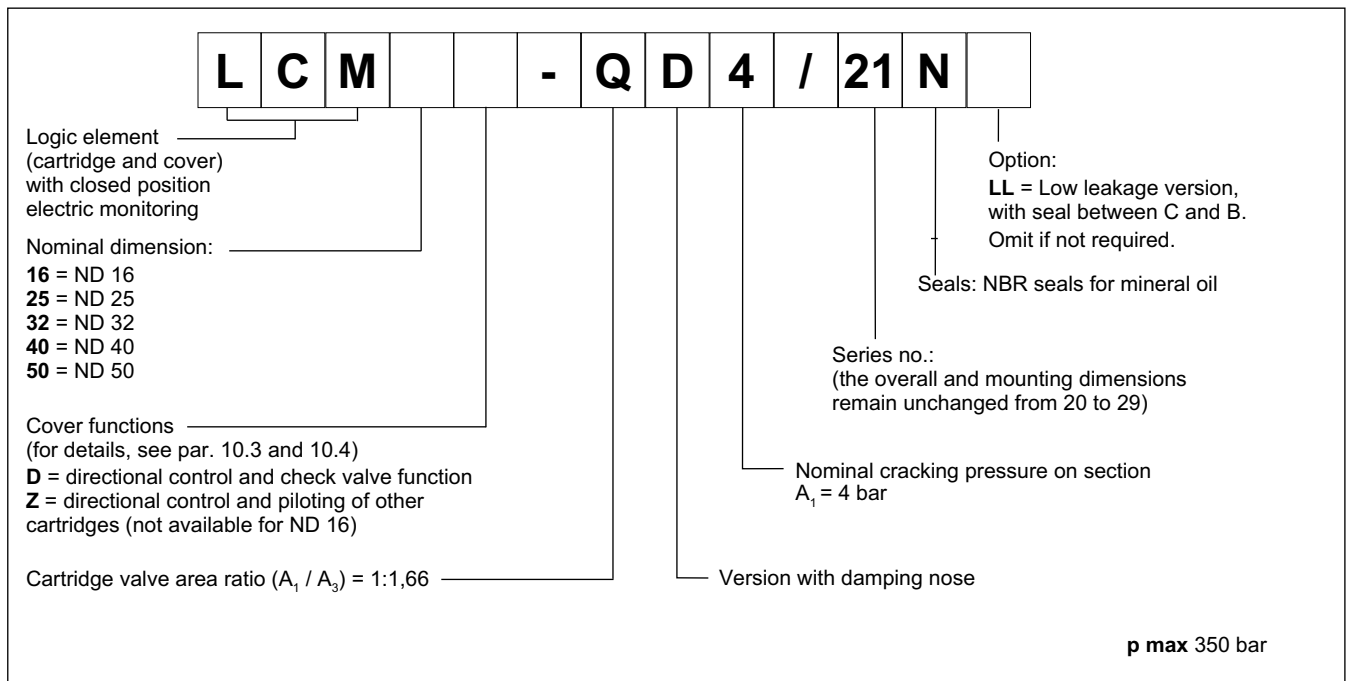 L C M - Q D 4 / 21 N
Logic element
(cartridge and cover)
with closed position
electric monitoring
Nominal dimension:
16 = ND 16
25 = ND 25
32 = ND 32
40 = ND 40
50 = ND 50
Cover functions
(for details, see par. 10.3 and 10.4)
D = directional control and check valve function
Z = directional control and piloting of other
cartridges (not available for ND 16)
Cartridge valve area ratio (A₁ / A₃) = 1:1,66
Option:
LL = Low leakage version,
with seal between C and B.
Omit if not required.
Seals: NBR seals for mineral oil
Series no.:
(the overall and mounting dimensions
remain unchanged from 20 to 29)
Nominal cracking pressure on section
A₁ = 4 bar
Version with damping nose
p max 350 bar